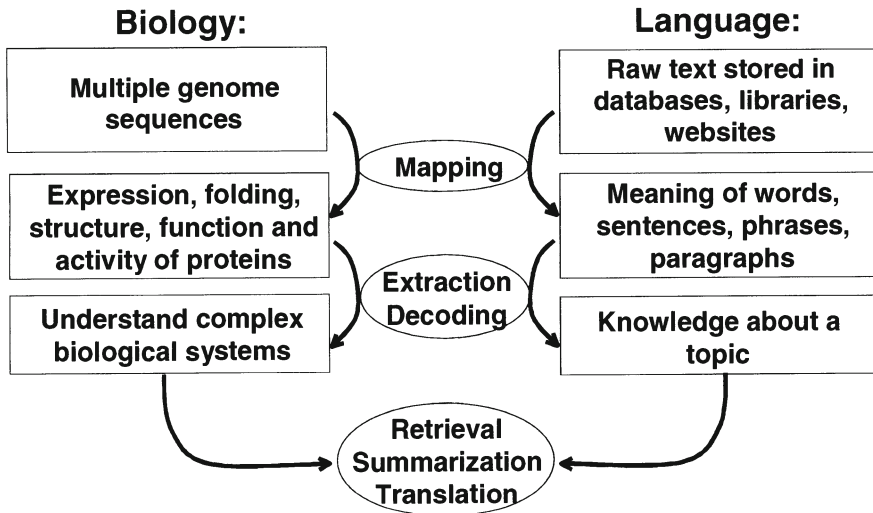 Biology:
Multiple genome
sequences
Expression, folding,
structure, function and
activity of proteins
Understand complex
biological systems
Mapping
Extraction
Decoding
Retrieval
Summarization
Translation
Language:
Raw text stored in
databases, libraries,
websites
Meaning of words,
sentences, phrases,
paragraphs
Knowledge about a
topic